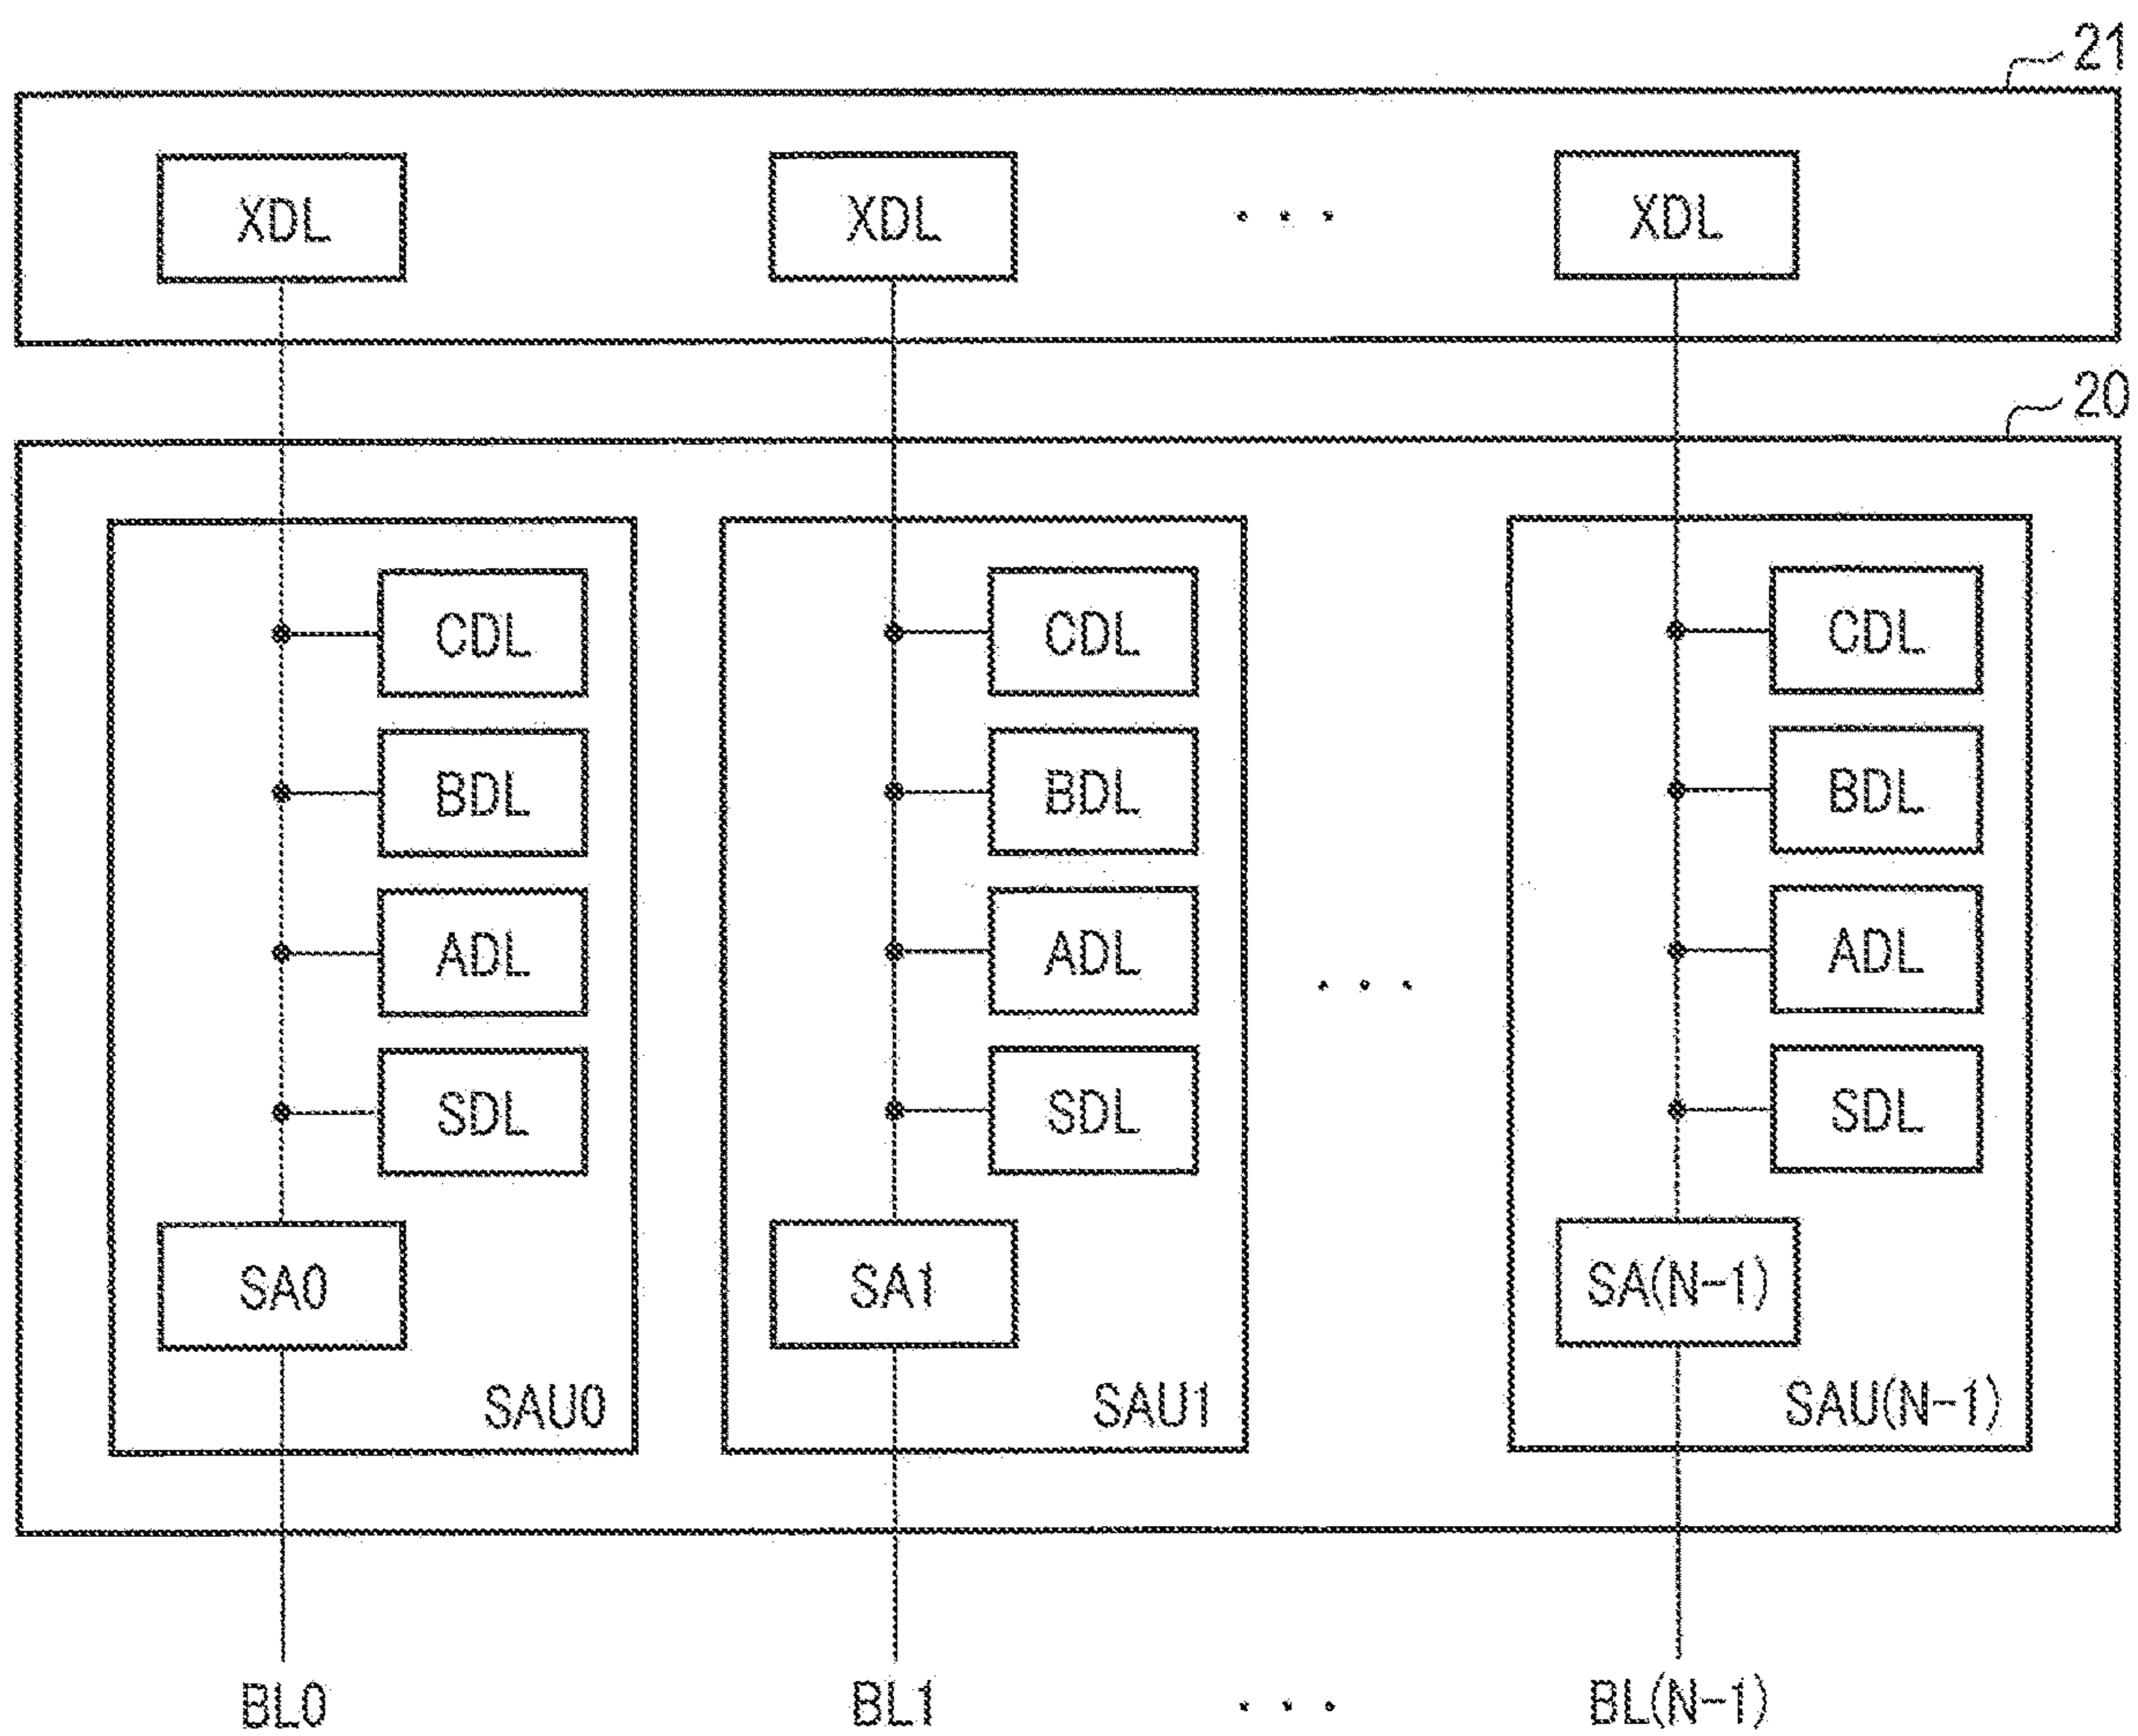 21
XDL XDL ... XDL
20
CDL CDL CDL
BDL BDL BDL
ADL ADL ... ADL
SDL SDL SDL
SA0 SA1 SA(N-1)
SAU0 SAU1 SAU(N-1)
BL0 BL1 ... BL(N-1)